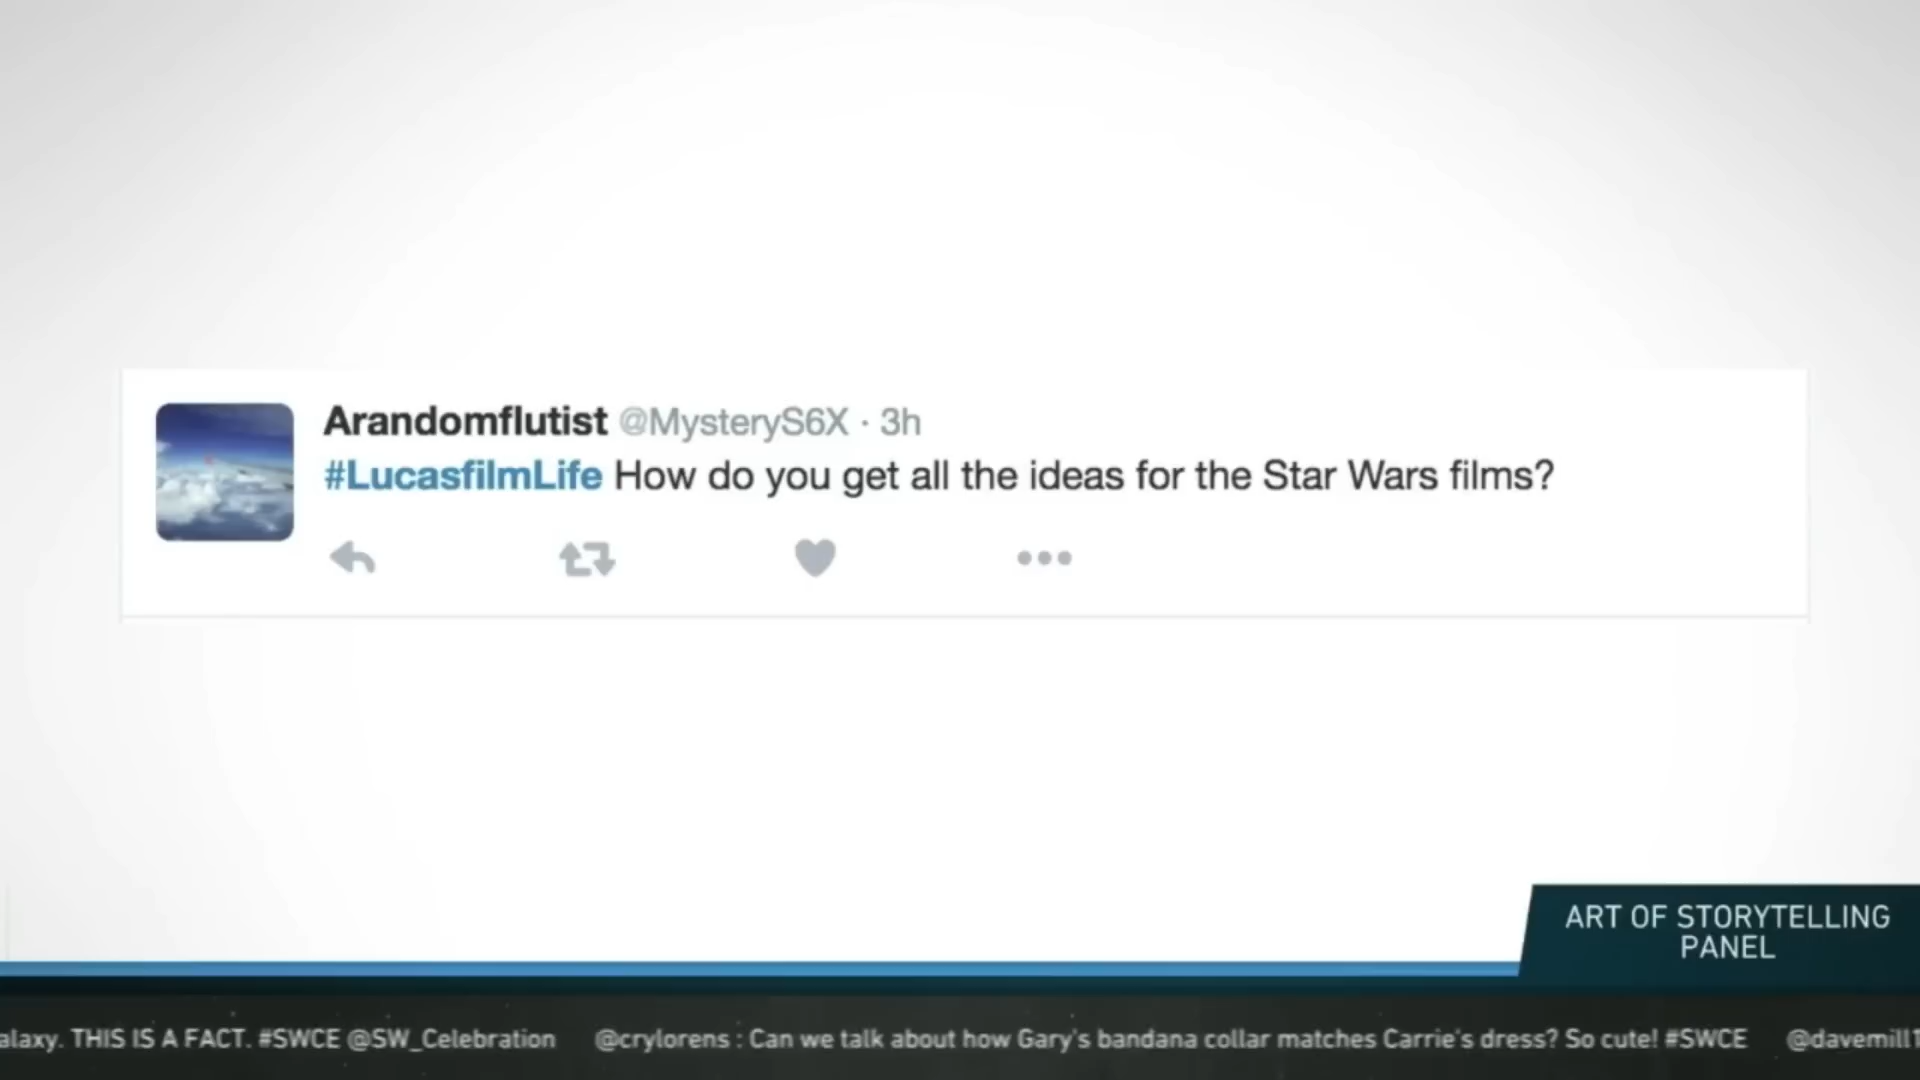 Arandomflutist @MysteryS6X · 3h
#LucasfilmLife How do you get all the ideas for the Star Wars films?
ART OF STORYTELLING
PANEL
alaxy. THIS IS A FACT. #SWCE @SW_Celebration @crylorens : Can we talk about how Gary's bandana collar matches Carrie's dress? So cute! #SWCE @davemill1